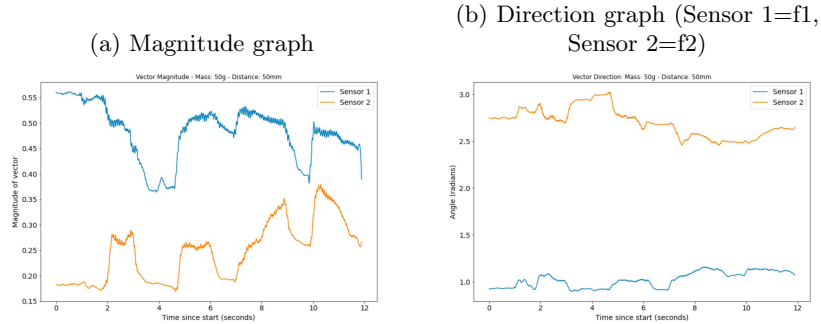 (a) Magnitude graph
(b) Direction graph (Sensor 1=f1,
Sensor 2=f2)
Vector Magnitude - Mass: 50g - Distance: 50mm
Sensor 1
Sensor 2
Magnitude of vector
0.55
0.50
0.45
0.40
0.35
0.30
0.25
0.20
0.15
0
2
4
6
8
10
12
Time since start (seconds)
Vector Direction: Mass: 50g - Distance: 50mm
Sensor 1
Sensor 2
Angle (radians)
3.0
2.5
2.0
1.5
1.0
0
2
4
6
8
10
12
Time since start (seconds)